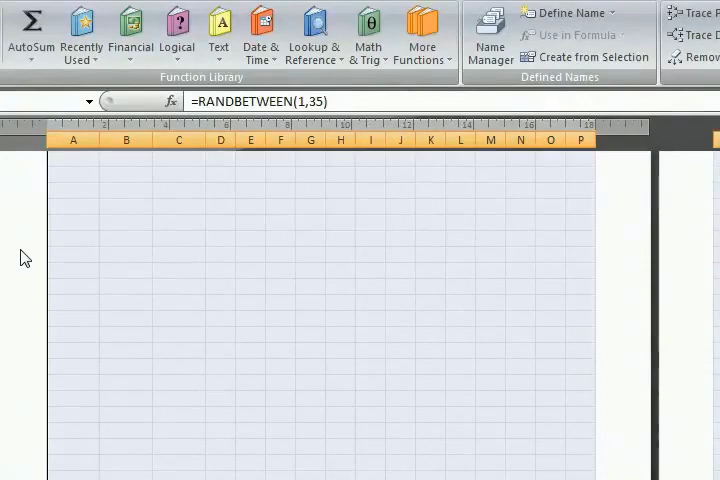 AutoSum Recently Used Financial Logical Text Date & Time Lookup & Reference Math & Trig More Functions
Function Library
Name Manager
Define Name
Use in Formula
Create from Selection
Defined Names
Trace P
Trace D
Remov
=RANDBETWEEN(1,35)
2 4 6 8 10 12 14 16 18
A B C D E F G H I J K L M N O P